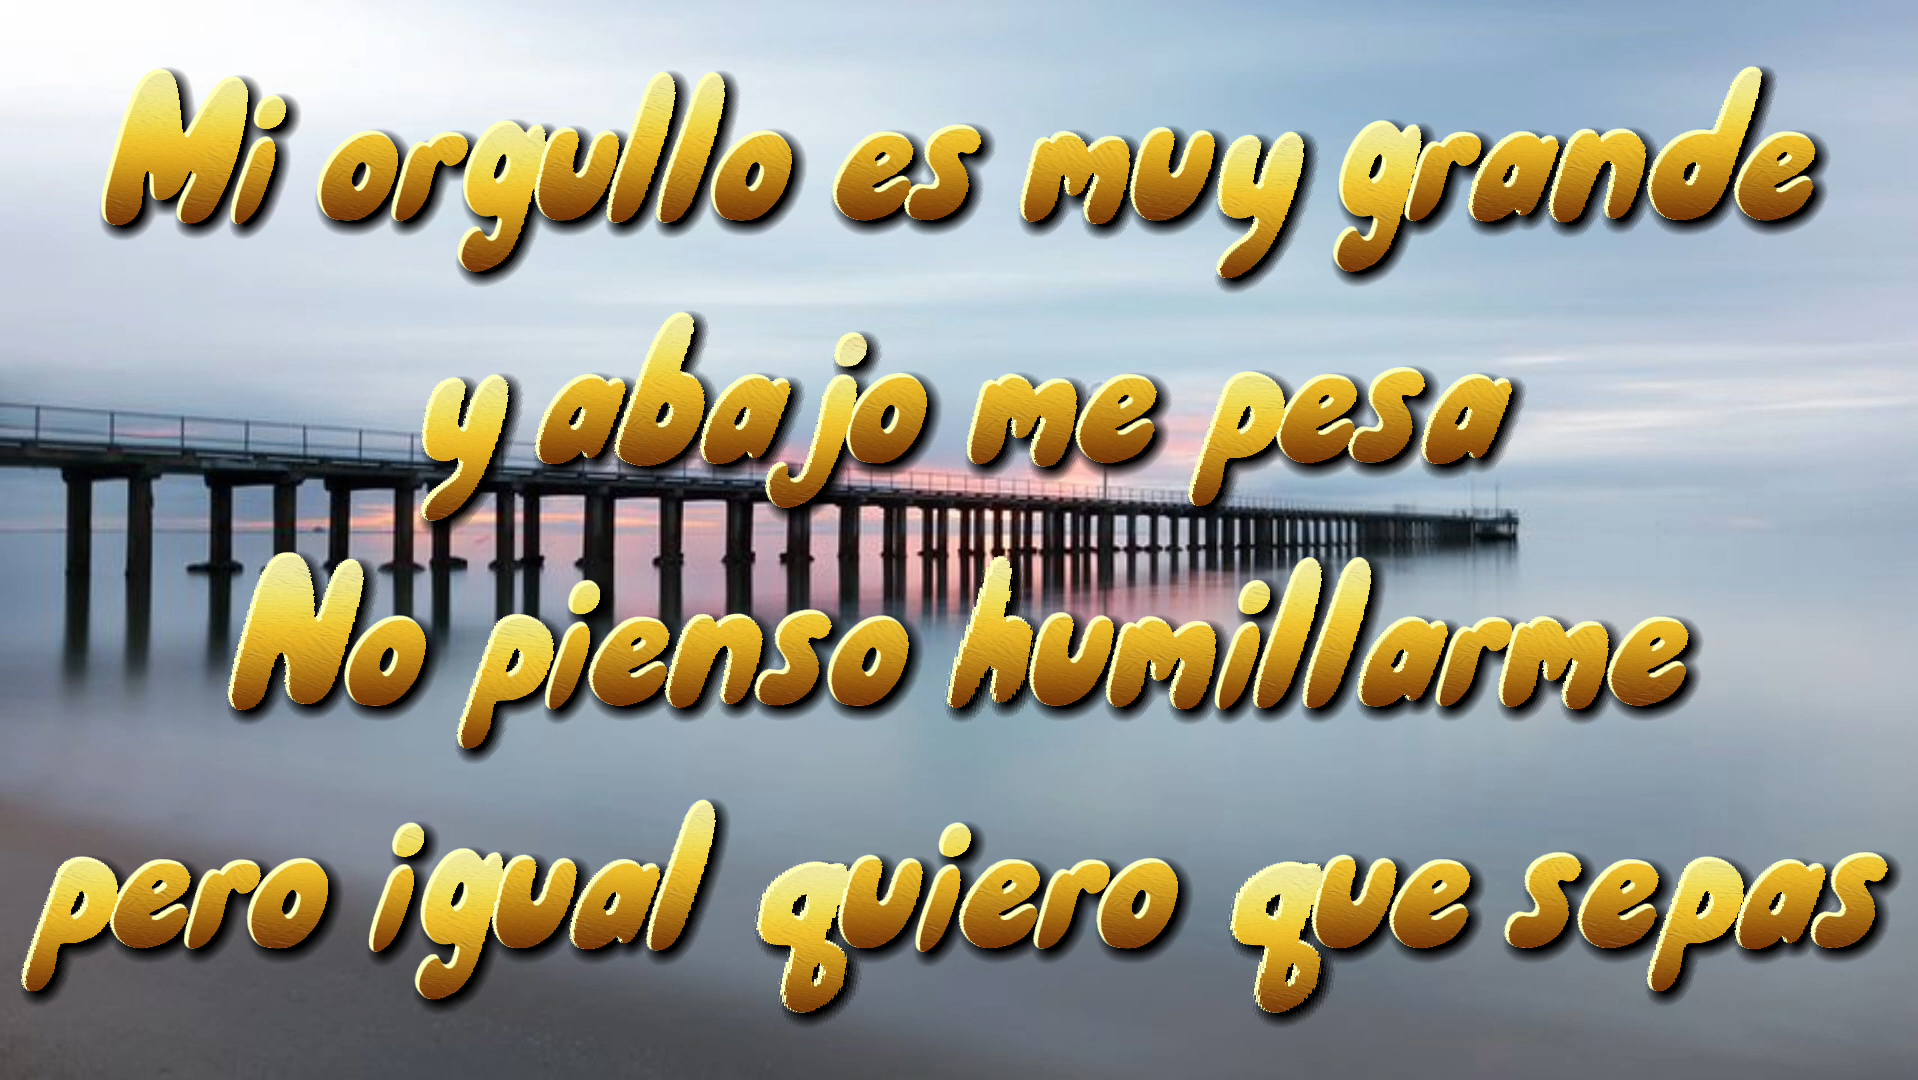 Mi orgullo es muy grande
y abajo me pesa
No pienso humillarme
pero igual quiero que sepas